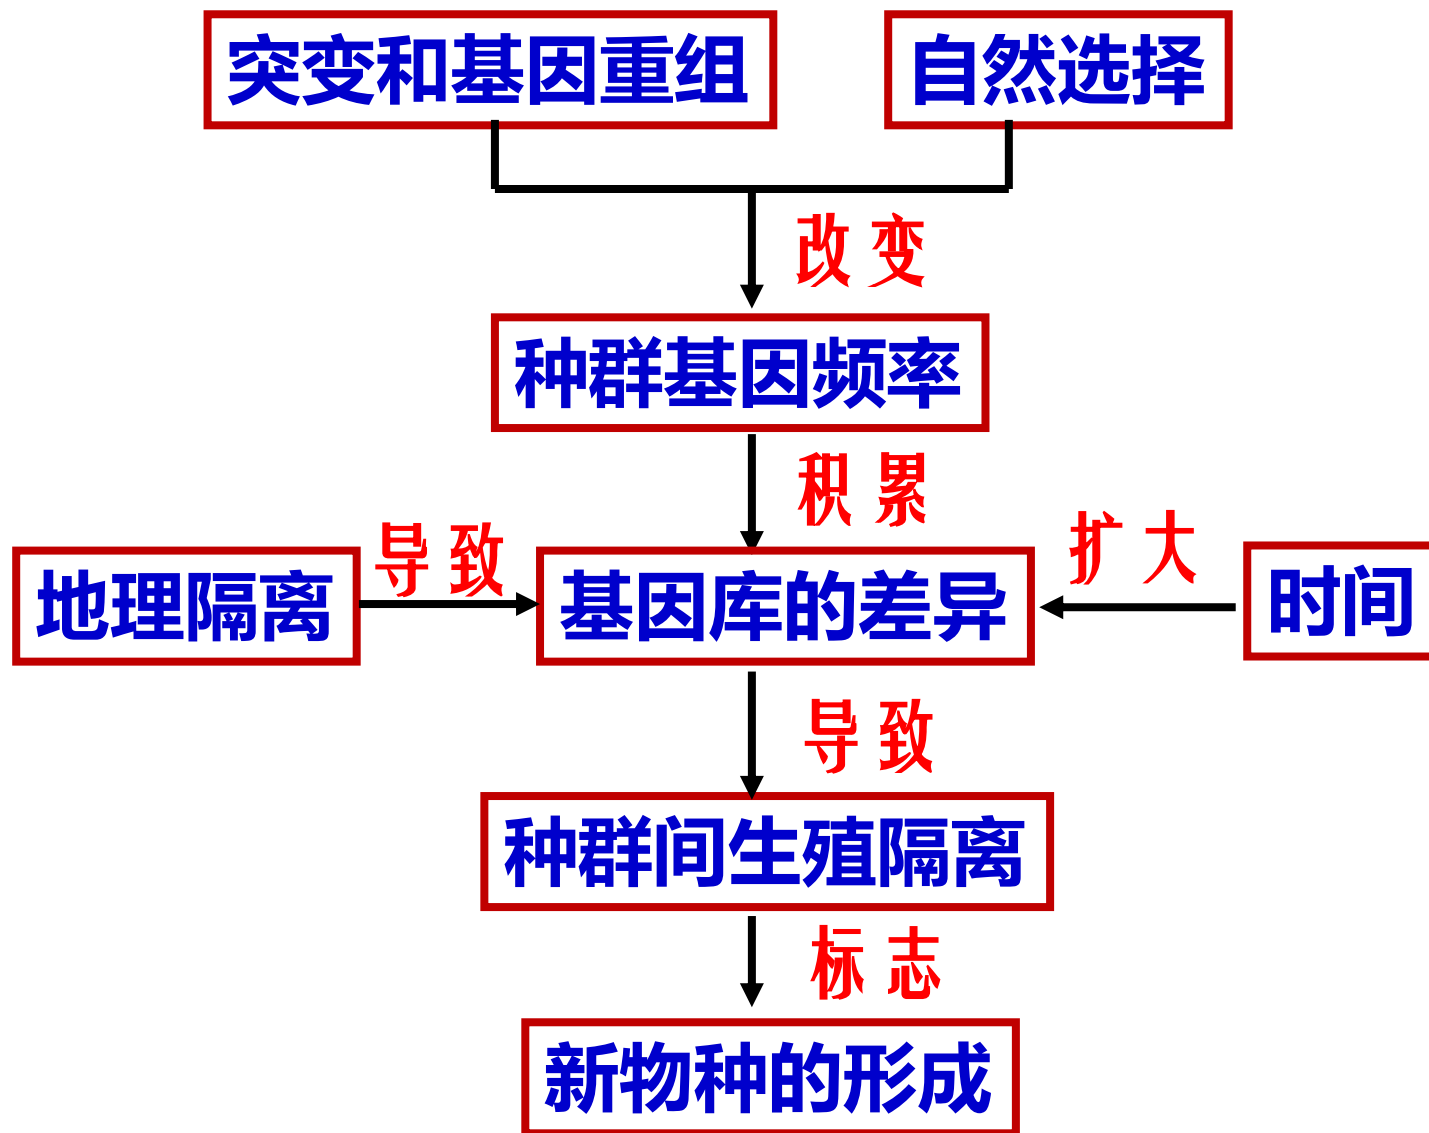 突变和基因重组
自然选择
改变
种群基因频率
积累
导致
扩大
地理隔离
基因库的差异
时间
导致
种群间生殖隔离
标志
新物种的形成